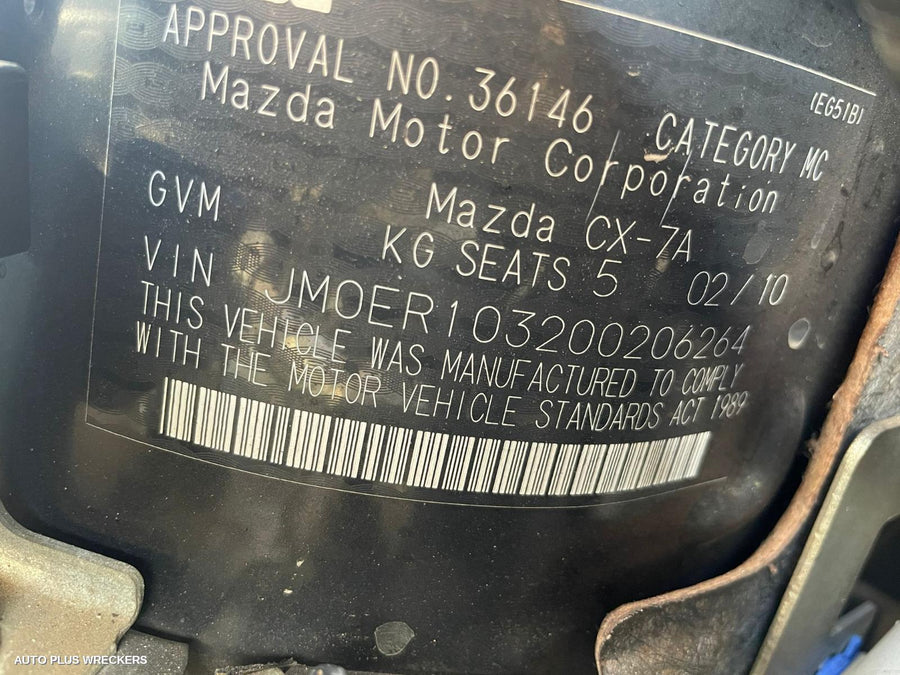 APPROVAL NO. 36146 CATEGORY MC
Mazda Motor Corporation
Mazda CX-7A
GVM KG SEATS 5 02/10
VIN JM0ER103200206264
THIS VEHICLE WAS MANUFACTURED TO COMPLY
WITH THE MOTOR VEHICLE STANDARDS ACT 1989
AUTO PLUS WRECKERS